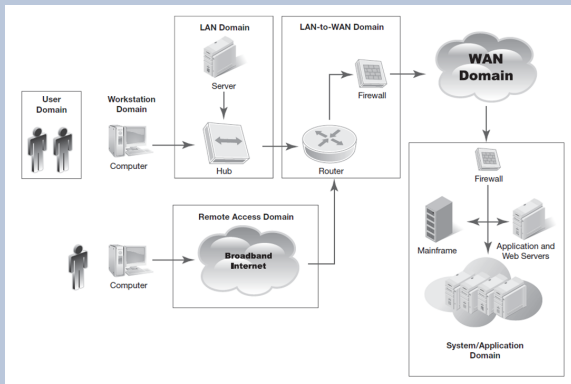 LAN Domain
LAN-to-WAN Domain
WAN
Domain
Server
Firewall
User
Domain
Workstation
Domain
Computer
Hub
Router
Firewall
Remote Access Domain
Broadband
Internet
Computer
Mainframe
Application and
Web Servers
System/Application
Domain